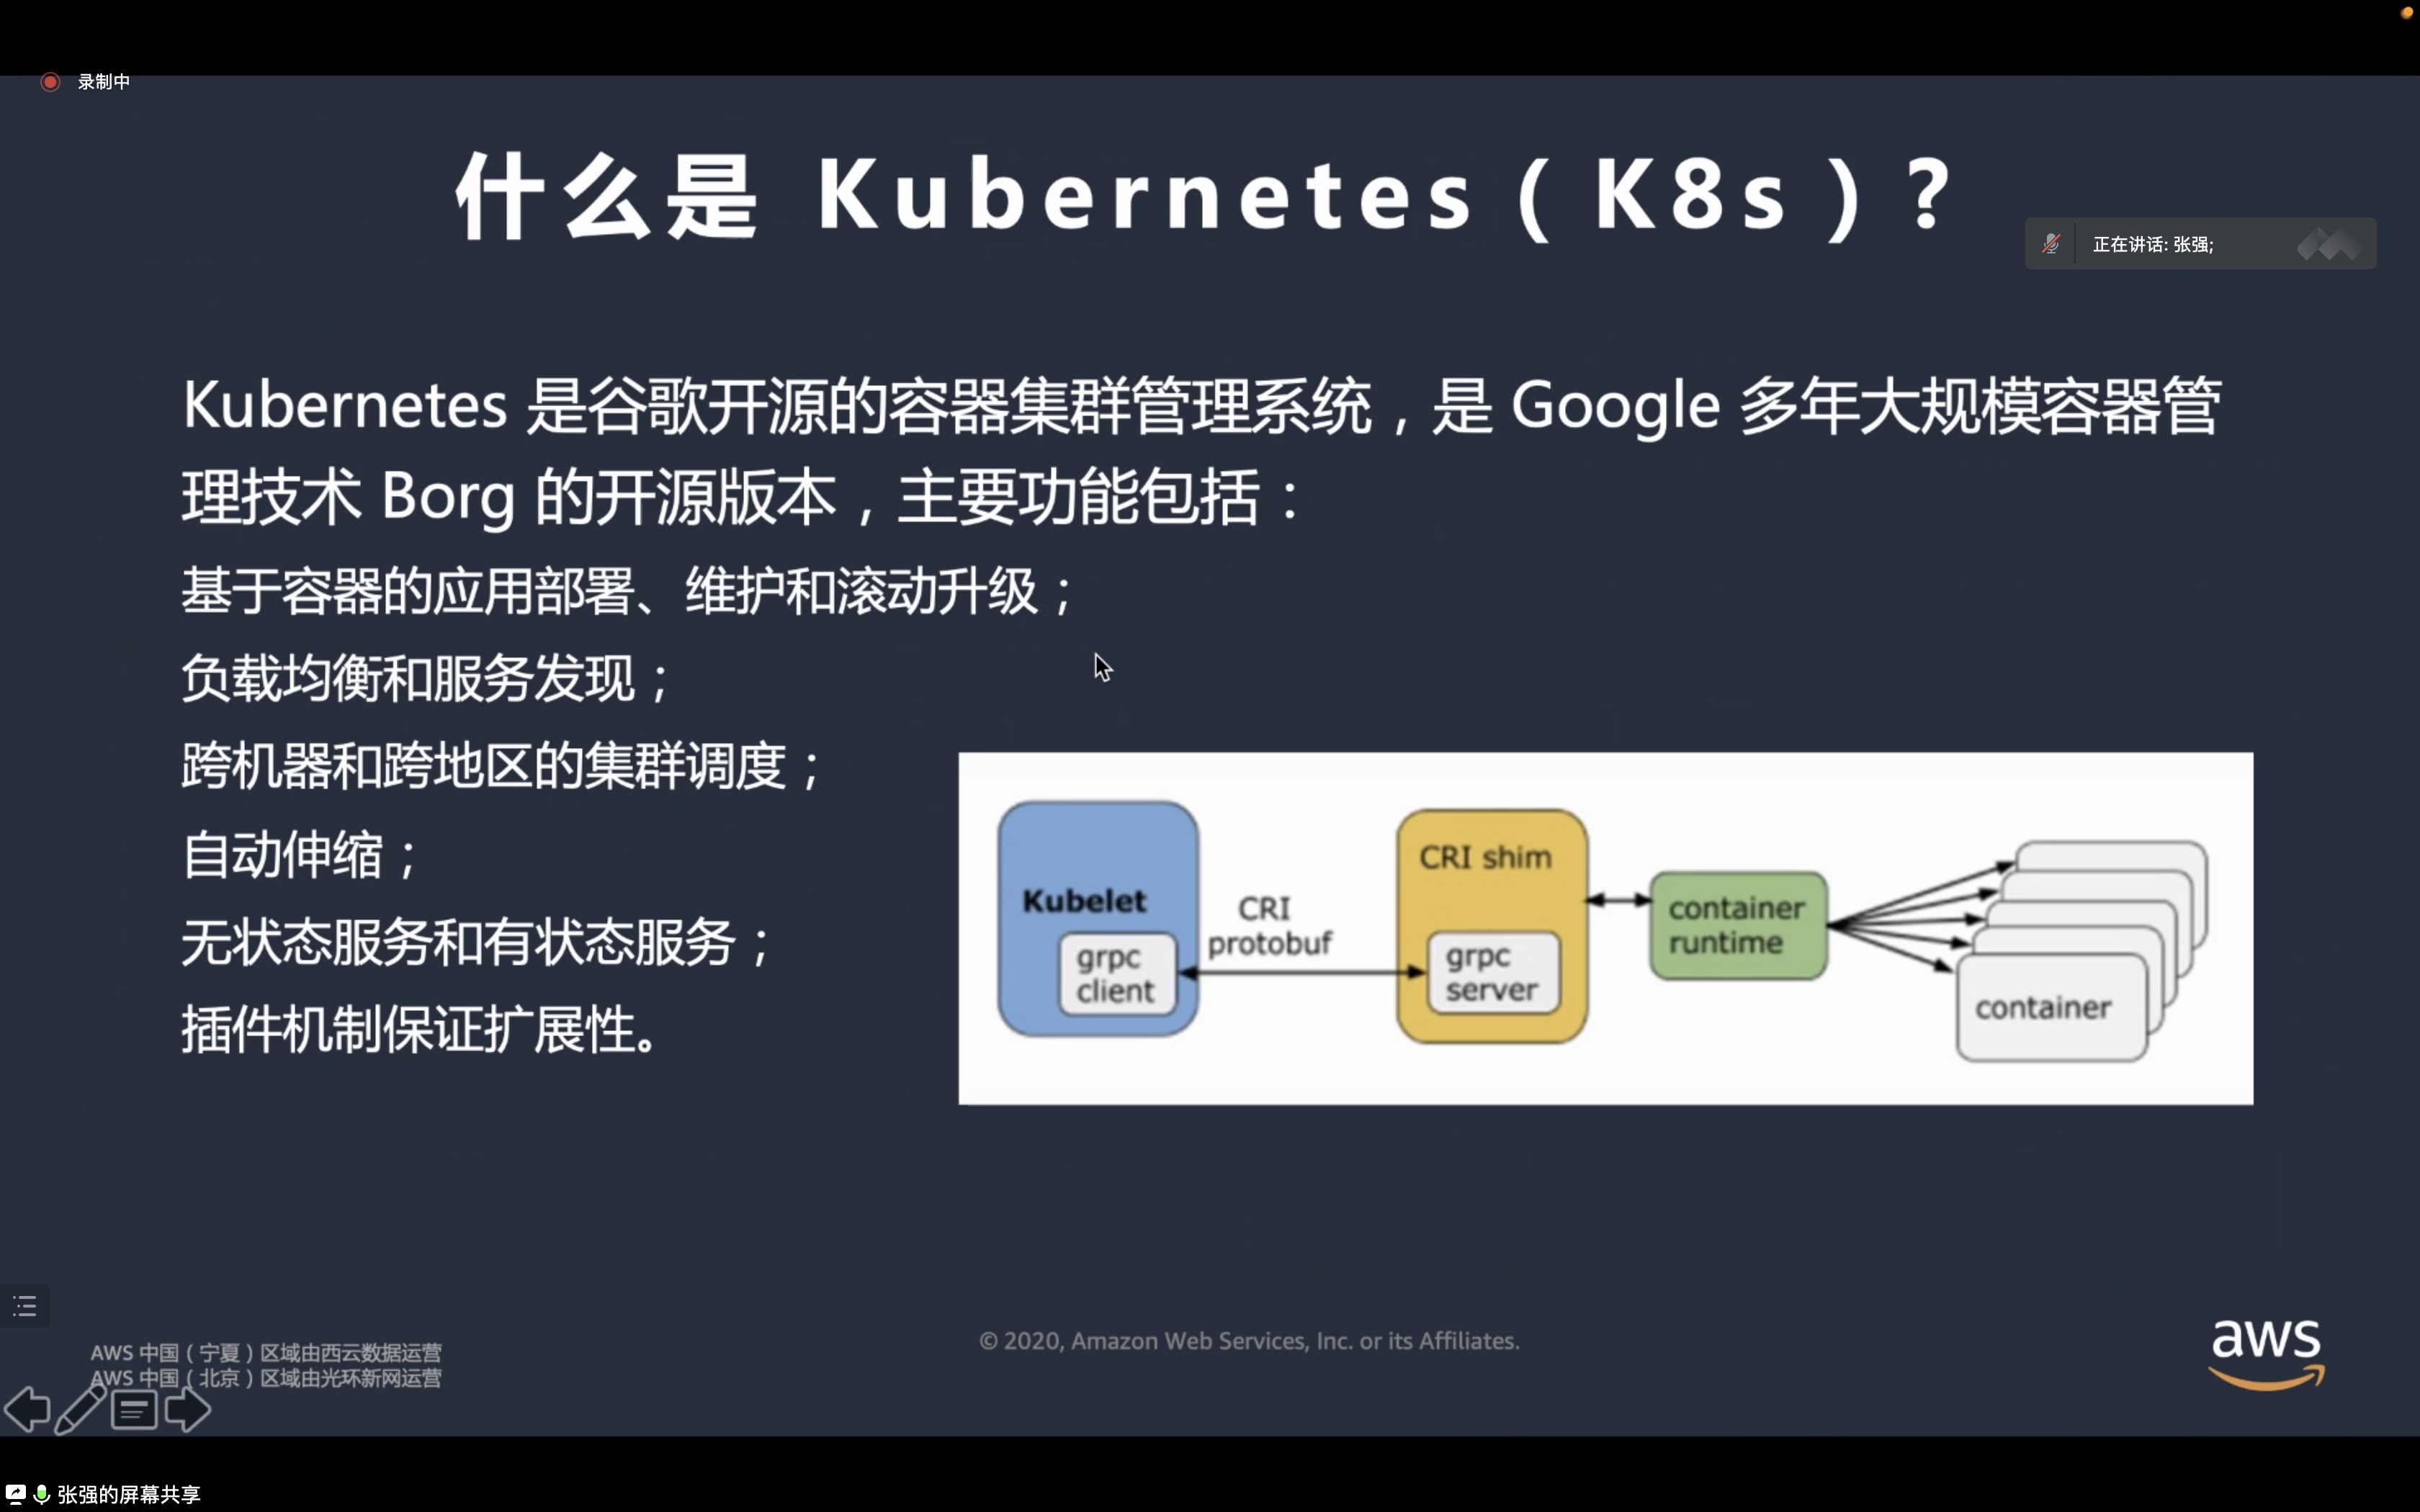 录制中
什么是 Kubernetes(K8s)?
正在讲话: 张强;
Kubernetes 是谷歌开源的容器集群管理系统，是 Google 多年大规模容器管
理技术 Borg 的开源版本，主要功能包括：
基于容器的应用部署、维护和滚动升级；
负载均衡和服务发现；
跨机器和跨地区的集群调度；
自动伸缩；
无状态服务和有状态服务；
插件机制保证扩展性。
Kubelet
grpc
client
CRI
protobuf
CRI shim
grpc
server
container
runtime
container
AWS 中国（宁夏）区域由西云数据运营
AWS 中国（北京）区域由光环新网运营
© 2020, Amazon Web Services, Inc. or its Affiliates.
aws
张强的屏幕共享